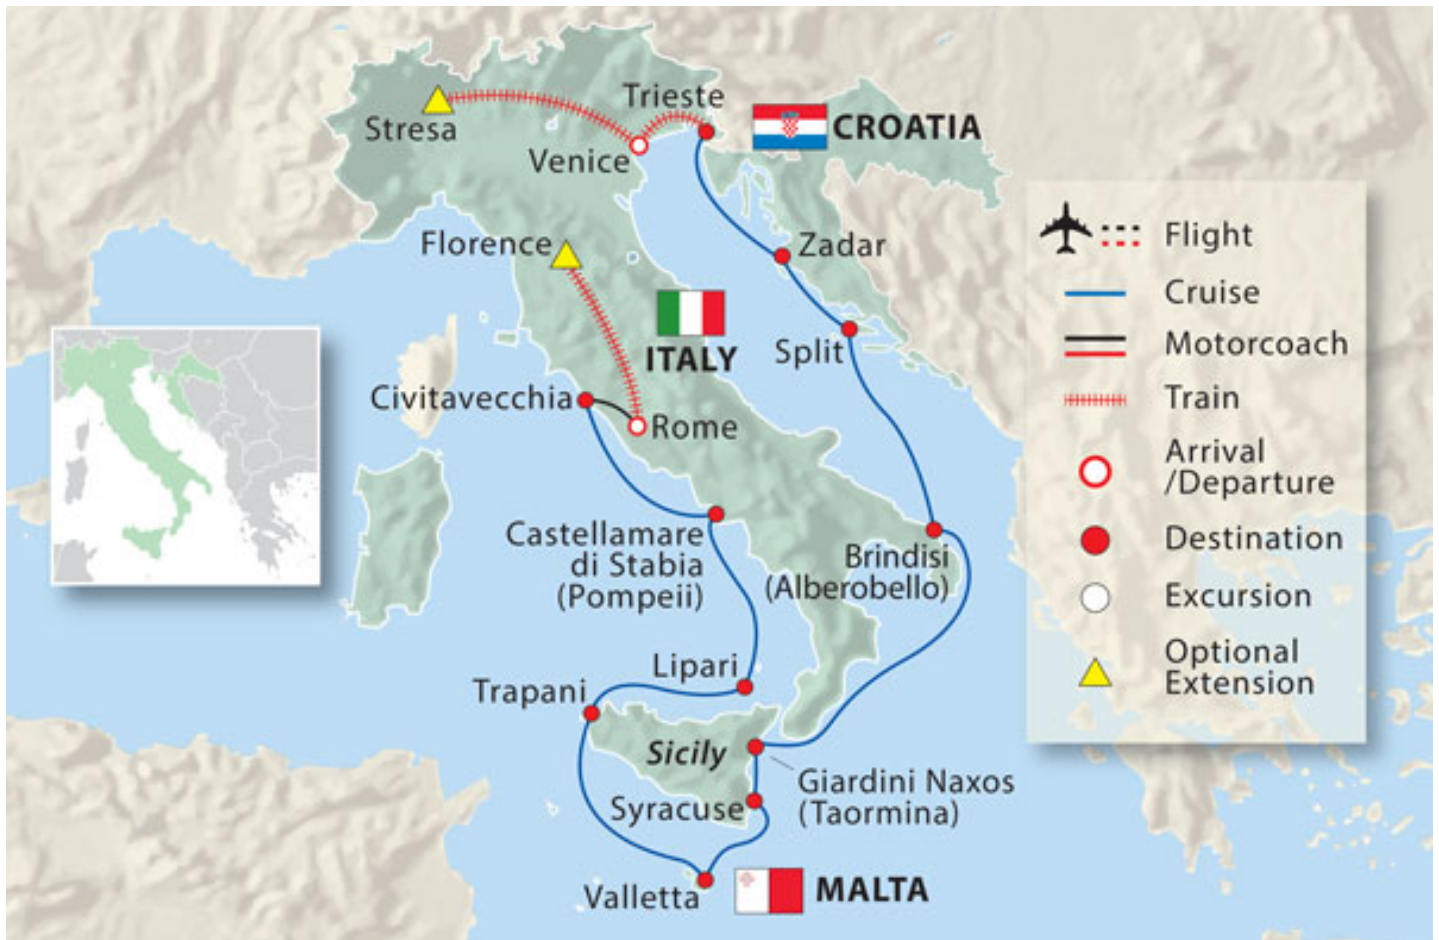 Trieste
CROATIA
Stresa
Venice
Florence
Zadar
ITALY
Split
Civitavecchia
Rome
Castellamare
di Stabia
(Pompeii)
Brindisi
(Alberobello)
Lipari
Trapani
Sicily
Giardini Naxos
(Taormina)
Syracuse
Valletta
MALTA
Flight
Cruise
Motorcoach
Train
Arrival
/Departure
Destination
Excursion
Optional
Extension